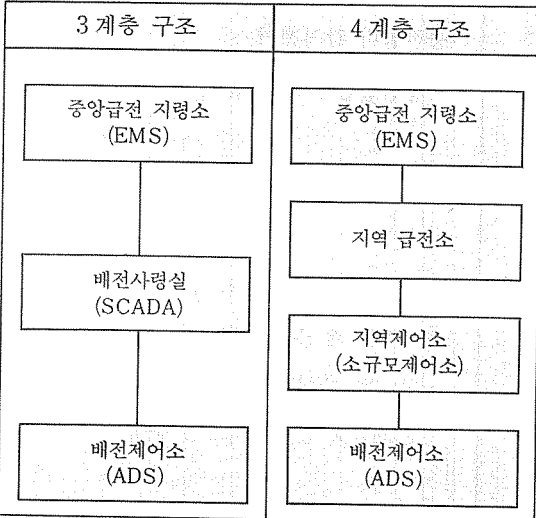 3계층 구조
4계층 구조
중앙급전 지령소
(EMS)
배전사령실
(SCADA)
배전제어소
(ADS)
중앙급전 지령소
(EMS)
지역 급전소
지역제어소
(소규모제어소)
배전제어소
(ADS)